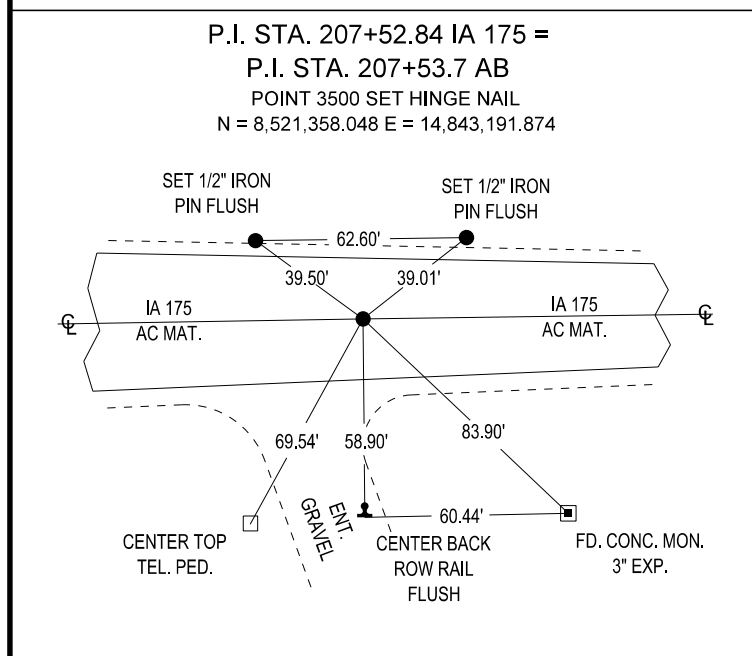 P.I. STA. 207+52.84 IA 175 =
P.I. STA. 207+53.7 AB
POINT 3500 SET HINGE NAIL
N = 8,521,358.048 E = 14,843,191.874
SET 1/2" IRON
PIN FLUSH
SET 1/2" IRON
PIN FLUSH
62.60'
39.50'
39.01'
IA 175
AC MAT.
IA 175
AC MAT.
℄
℄
69.54'
58.90'
83.90'
60.44'
ENT.
GRAVEL
CENTER TOP
TEL. PED.
CENTER BACK
ROW RAIL
FLUSH
FD. CONC. MON.
3" EXP.